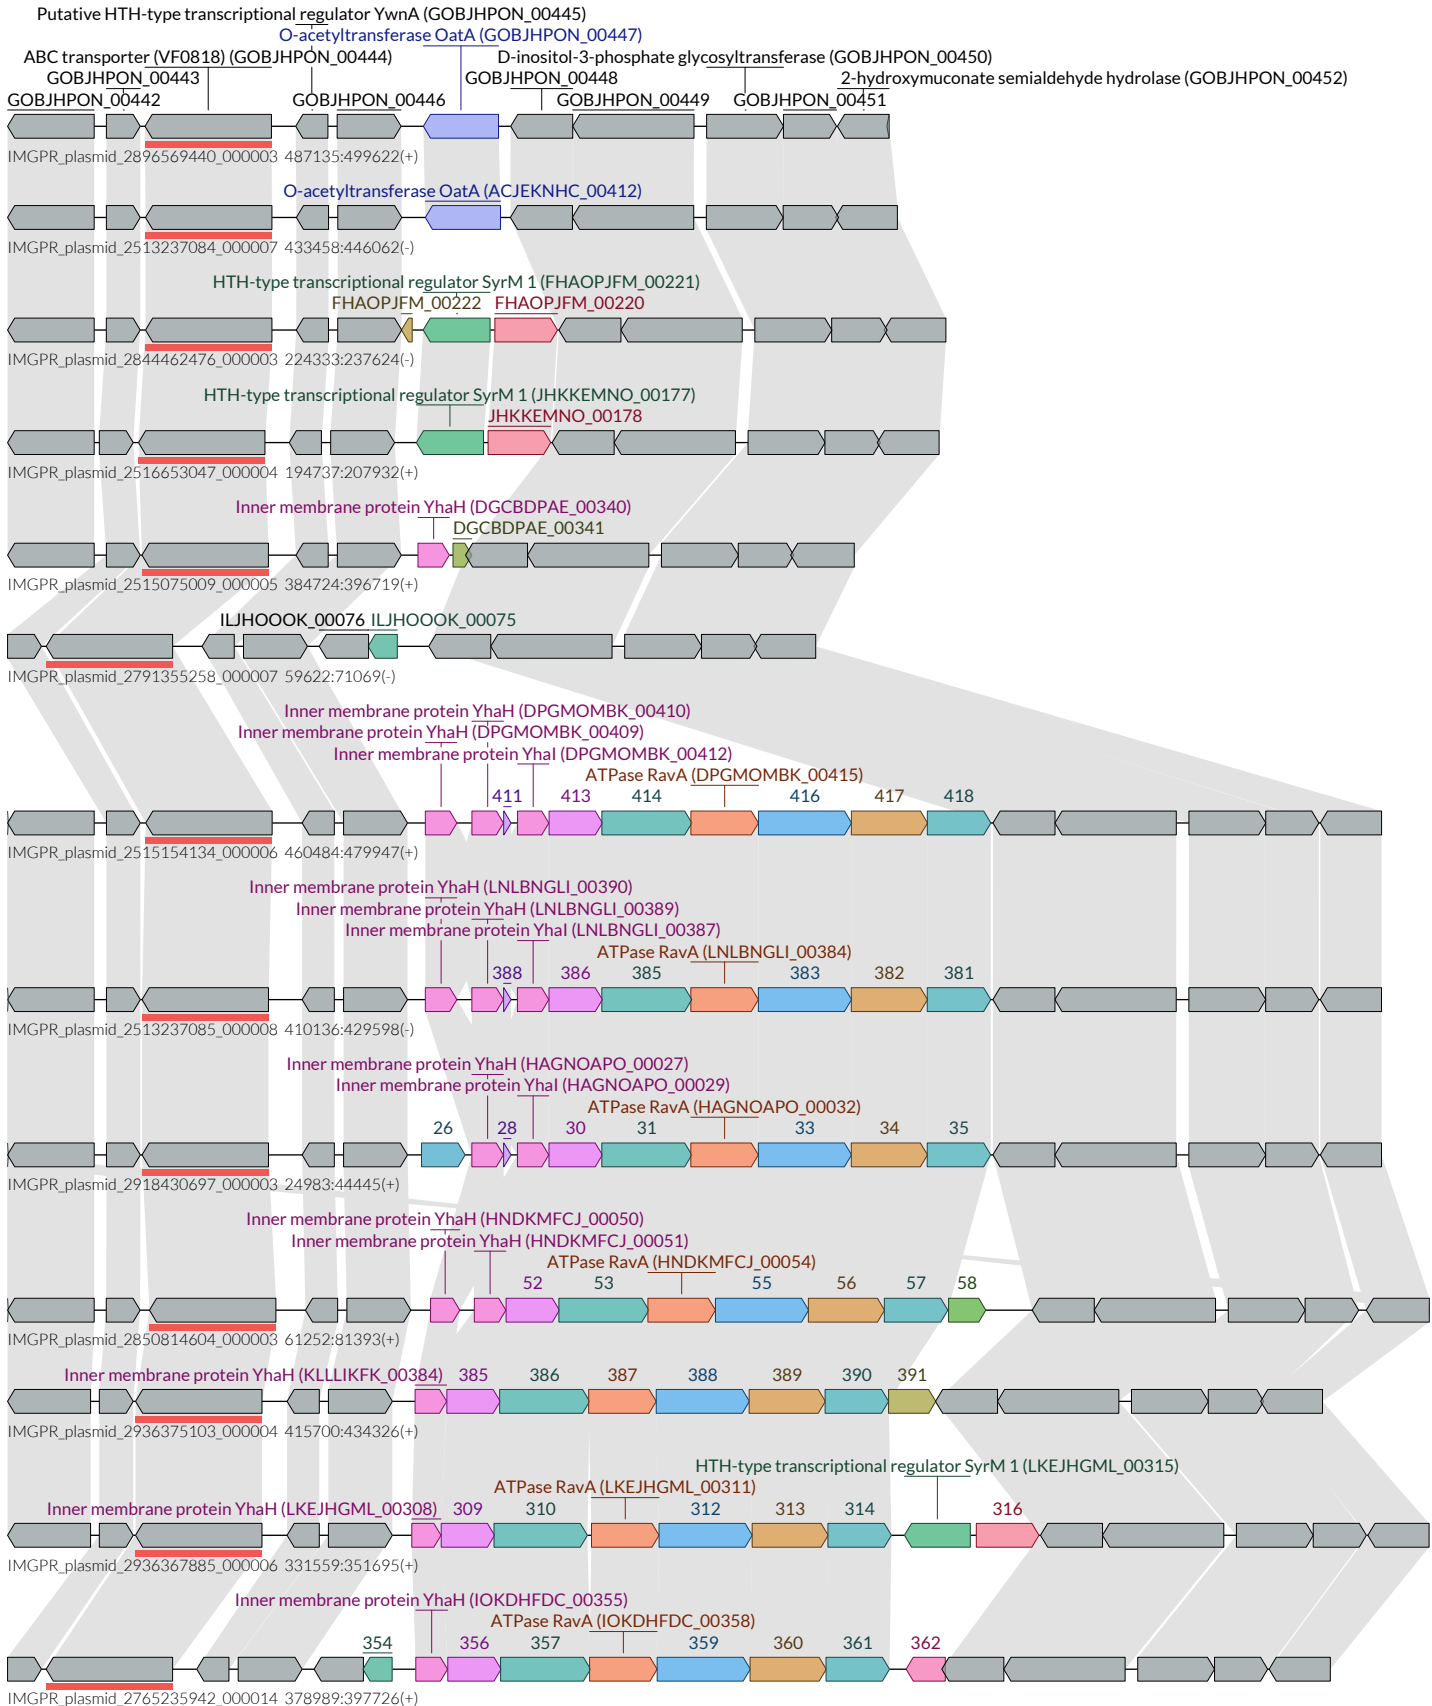 Putative HTH-type transcriptional regulator YwnA (GOBJHPON_00445)
O-acetyltransferase OatA (GOBJHPON_00447)
ABC transporter (VF0818) (GOBJHPON_00444)
D-inositol-3-phosphate glycosyltransferase (GOBJHPON_00450)
GOBJHPON_00443
GOBJHPON_00448
2-hydroxymuconate semialdehyde hydrolase (GOBJHPON_00452)
GOBJHPON_00442
GOBJHPON_00446
GOBJHPON_00449
GOBJHPON_00451
IMGPR_plasmid_2896569440_000003 487135:499622(+)
O-acetyltransferase OatA (ACJEKNHC_00412)
IMGPR_plasmid_2513237084_000007 433458:446062(-)
HTH-type transcriptional regulator SyrM 1 (FHAOPJFM_00221)
FHAOPJFM_00222
FHAOPJFM_00220
IMGPR_plasmid_2844462476_000003 224333:237624(-)
HTH-type transcriptional regulator SyrM 1 (JHKKEMNO_00177)
JHKKEMNO_00178
IMGPR_plasmid_2516653047_000004 194737:207932(+)
Inner membrane protein YhaH (DGCBDPAE_00340)
DGCBDPAE_00341
IMGPR_plasmid_2515075009_000005 384724:396719(+)
ILJHOOOK_00076
ILJHOOOK_00075
IMGPR_plasmid_2791355258_000007 59622:71069(-)
Inner membrane protein YhaH (DPGMOMBK_00410)
Inner membrane protein YhaH (DPGMOMBK_00409)
Inner membrane protein YhaI (DPGMOMBK_00412)
ATPase RavA (DPGMOMBK_00415)
411 413 414 416 417 418
IMGPR_plasmid_2515154134_000006 460484:479947(+)
Inner membrane protein YhaH (LNLBNGLI_00390)
Inner membrane protein YhaH (LNLBNGLI_00389)
Inner membrane protein YhaI (LNLBNGLI_00387)
ATPase RavA (LNLBNGLI_00384)
388 386 385 383 382 381
IMGPR_plasmid_2513237085_000008 410136:429598(-)
Inner membrane protein YhaH (HAGNOAPO_00027)
Inner membrane protein YhaI (HAGNOAPO_00029)
ATPase RavA (HAGNOAPO_00032)
26 28 30 31 33 34 35
IMGPR_plasmid_2918430697_000003 24983:44445(+)
Inner membrane protein YhaH (HNDKMFCJ_00050)
Inner membrane protein YhaH (HNDKMFCJ_00051)
ATPase RavA (HNDKMFCJ_00054)
52 53 55 56 57 58
IMGPR_plasmid_2850814604_000003 61252:81393(+)
Inner membrane protein YhaH (KLLLIKFK_00384) 385 386 387 388 389 390 391
IMGPR_plasmid_2936375103_000004 415700:434326(+)
HTH-type transcriptional regulator SyrM 1 (LKEJHGML_00315)
ATPase RavA (LKEJHGML_00311)
Inner membrane protein YhaH (LKEJHGML_00308) 309 310 312 313 314 316
IMGPR_plasmid_2936367885_000006 331559:351695(+)
Inner membrane protein YhaH (IOKDHFDC_00355)
ATPase RavA (IOKDHFDC_00358)
354 356 357 359 360 361 362
IMGPR_plasmid_2765235942_000014 378989:397726(+)